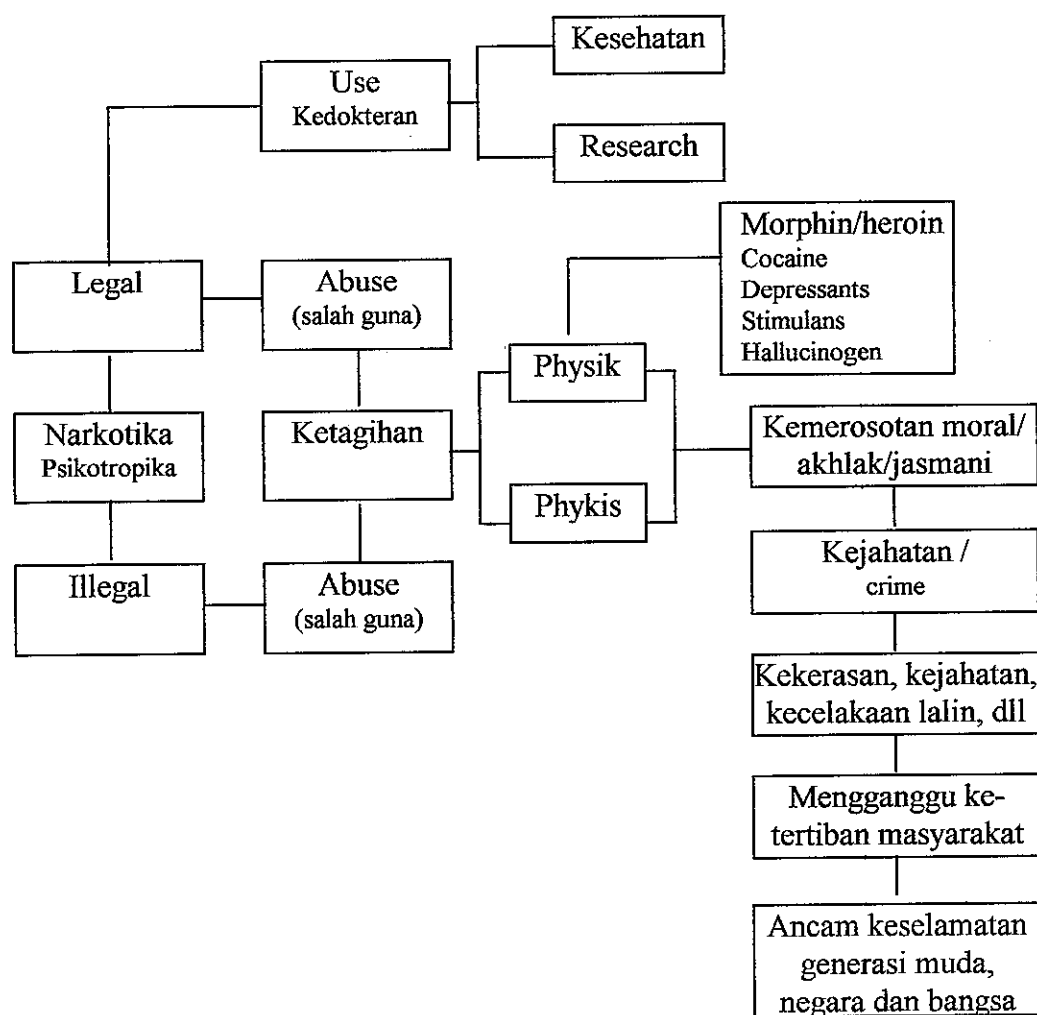 Kesehatan
Use
Kedokteran
Research
Morphin/heroin
Cocaine
Depressants
Stimulans
Hallucinogen
Legal
Abuse
(salah guna)
Physik
Narkotika
Psikotropika
Ketagihan
Kemerosotan moral/
akhlak/jasmani
Phykis
Illegal
Abuse
(salah guna)
Kejahatan /
crime
Kekerasan, kejahatan,
kecelakaan lalin, dll
Mengganggu ke-
tertiban masyarakat
Ancam keselamatan
generasi muda,
negara dan bangsa